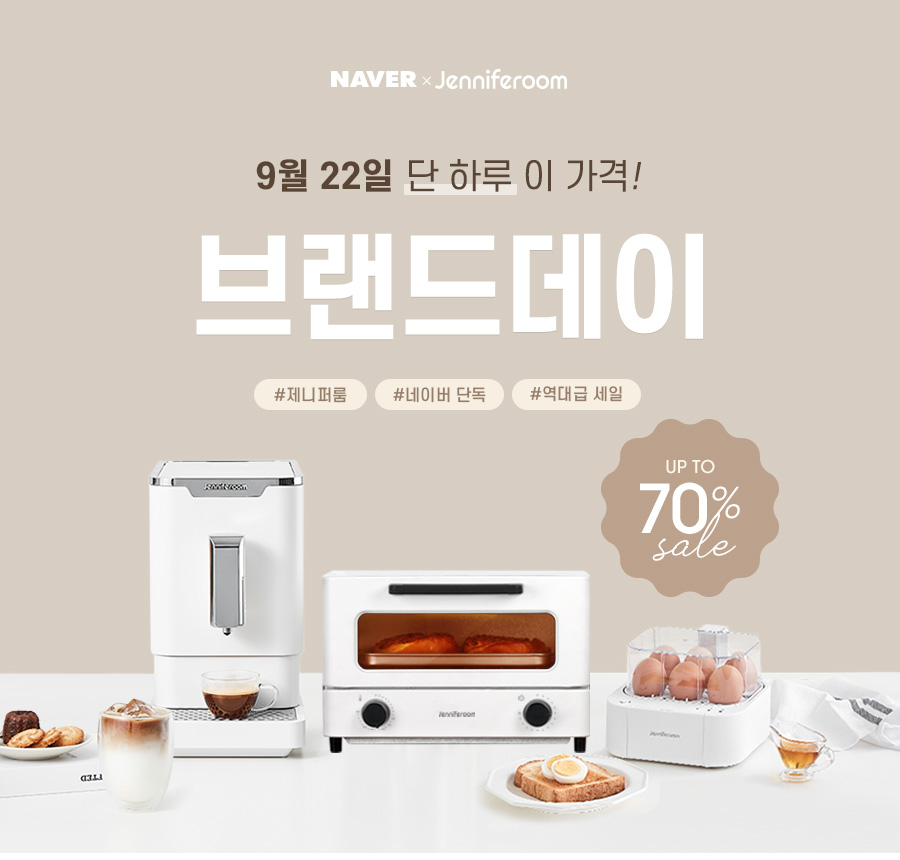 NAVER × Jenniferoom
9월 22일 단 하루 이 가격!
브랜드데이
#제니퍼룸 #네이버 단독 #역대급 세일
UP TO
70%
sale
Jenniferoom
Jenniferoom
Jenniferoom